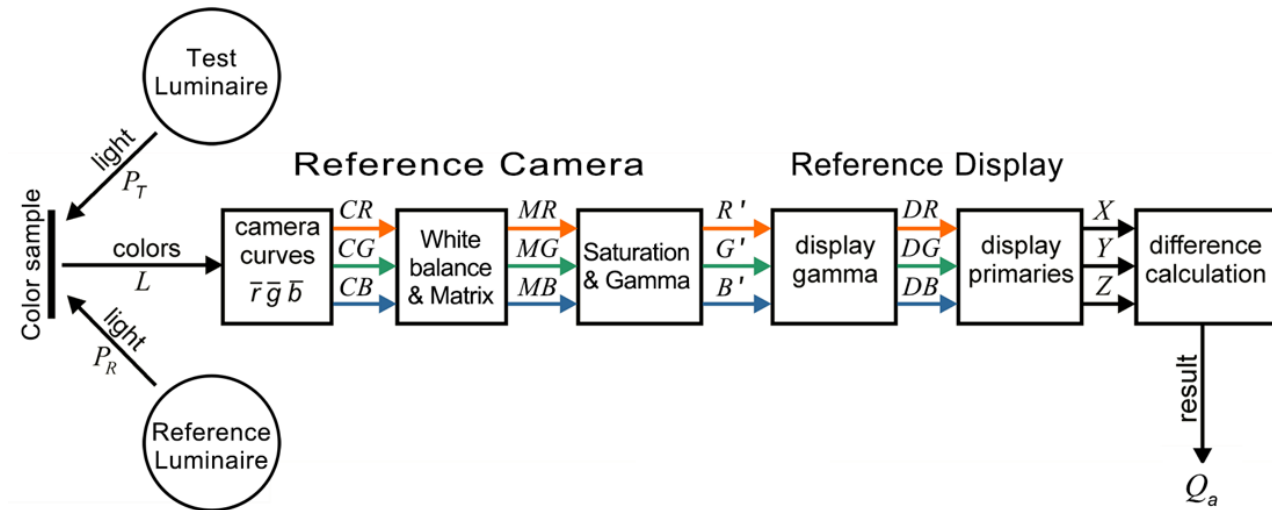 Test
Luminaire
light
P_T
Color sample
colors
L
light
P_R
Reference
Luminaire
Reference Camera
camera
curves
r̅ g̅ b̅
CR
CG
CB
White
balance
& Matrix
MR
MG
MB
Saturation
& Gamma
R'
G'
B'
Reference Display
display
gamma
DR
DG
DB
display
primaries
X
Y
Z
difference
calculation
result
Q_a